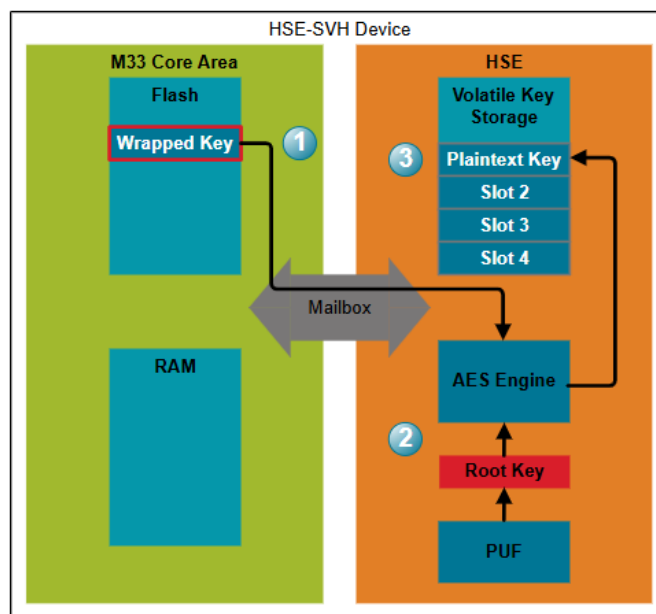 HSE-SVH Device
M33 Core Area
Flash
Wrapped Key
1
RAM
Mailbox
HSE
Volatile Key
Storage
3
Plaintext Key
Slot 2
Slot 3
Slot 4
AES Engine
2
Root Key
PUF